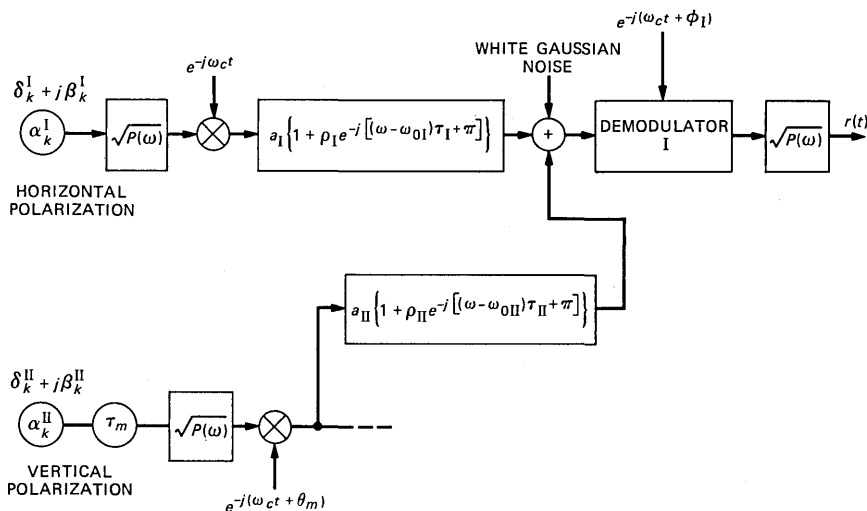 e^{-j(ω_c t + ϕ_I)}
WHITE GAUSSIAN
NOISE
e^{-jω_c t}
δ_k^I + jβ_k^I
α_k^I
√P(ω)
a_I{1 + ρ_I e^{-j[(ω-ω_{0I})τ_I + π]}}
+
DEMODULATOR
I
√P(ω)
r(t)
HORIZONTAL
POLARIZATION
a_II{1 + ρ_II e^{-j[(ω-ω_{0II})τ_II + π]}}
δ_k^II + jβ_k^II
α_k^II
τ_m
√P(ω)
VERTICAL
POLARIZATION
e^{-j(ω_c t + θ_m)}